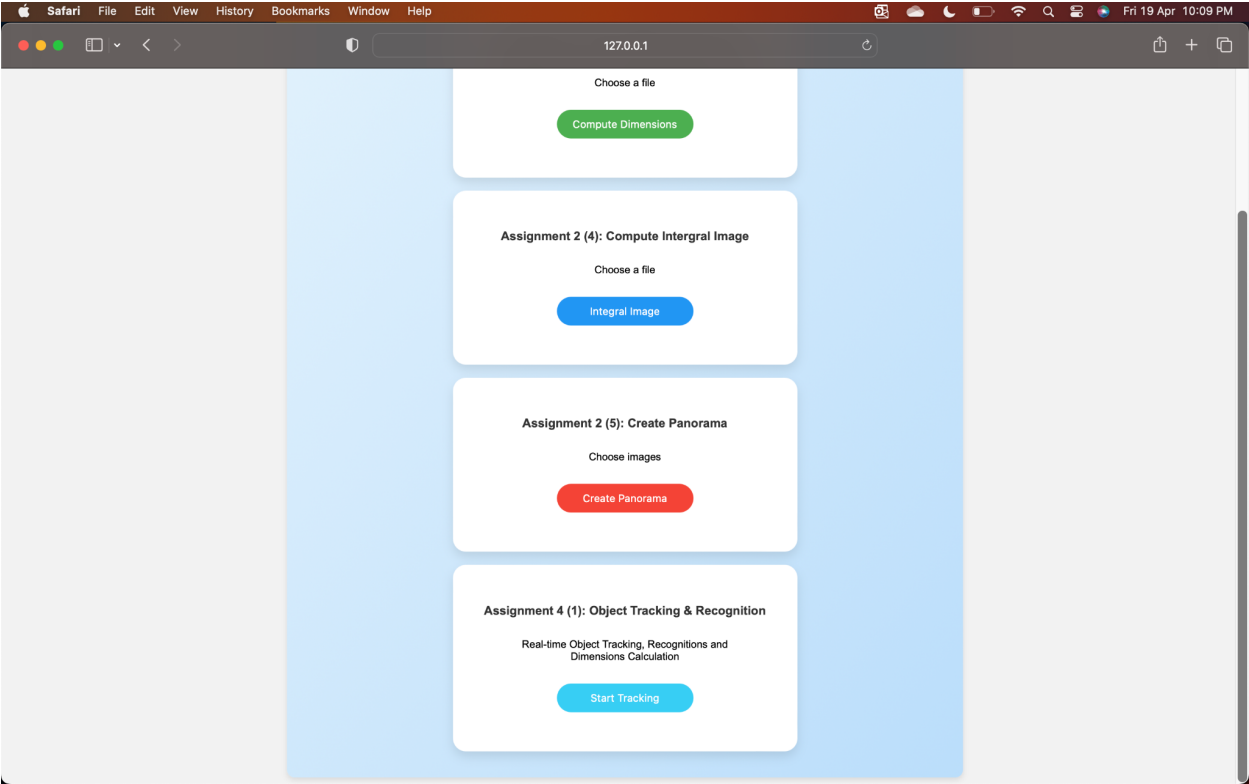 Safari File Edit View History Bookmarks Window Help Fri 19 Apr 10:09 PM
127.0.0.1
Choose a file
Compute Dimensions
Assignment 2 (4): Compute Intergral Image
Choose a file
Integral Image
Assignment 2 (5): Create Panorama
Choose images
Create Panorama
Assignment 4 (1): Object Tracking & Recognition
Real-time Object Tracking, Recognitions and
Dimensions Calculation
Start Tracking